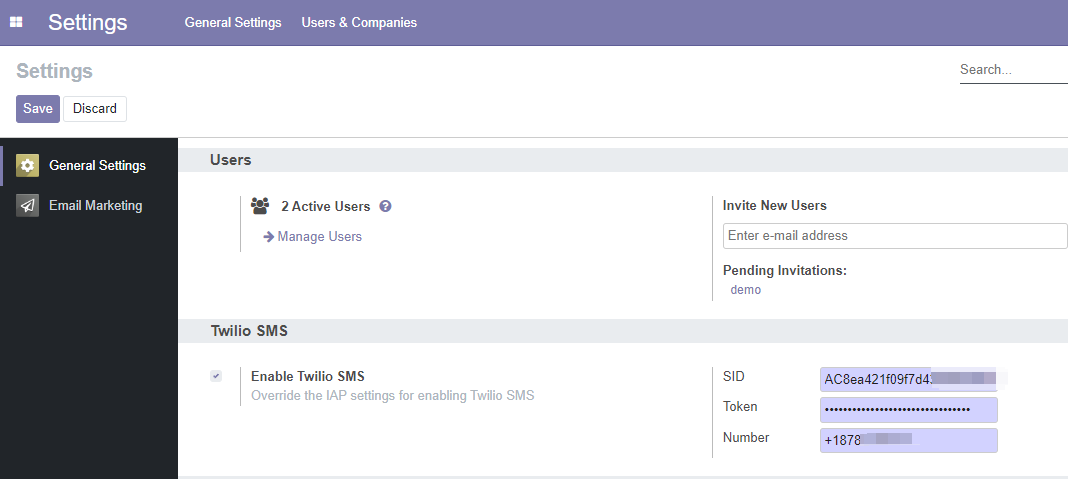 Settings General Settings Users & Companies
Settings
Search...
Save Discard
General Settings
Email Marketing
Users
2 Active Users
Manage Users
Invite New Users
Enter e-mail address
Pending Invitations:
demo
Twilio SMS
Enable Twilio SMS
Override the IAP settings for enabling Twilio SMS
SID AC8ea421f09f7d4
Token ••••••••••••••••••••••••••••••••
Number +1878